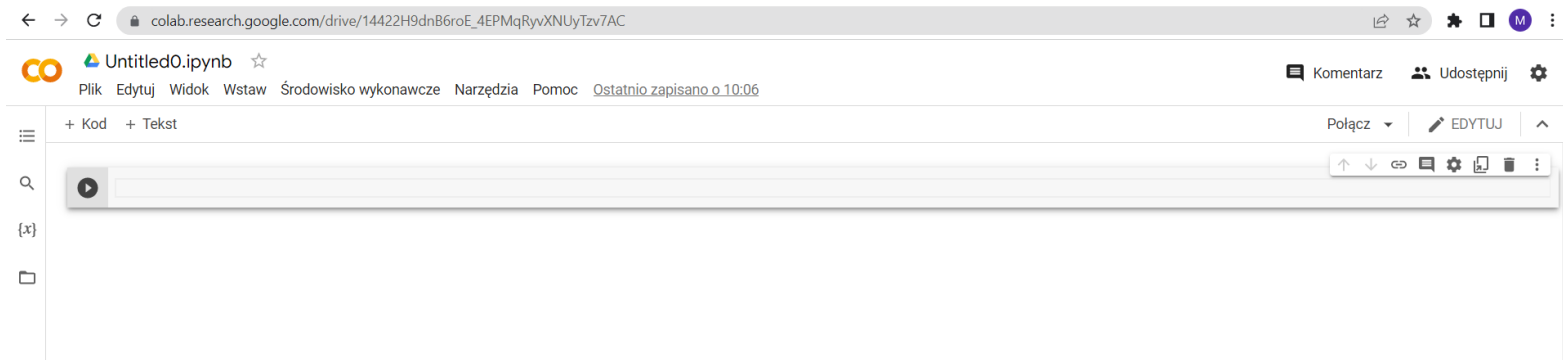 colab.research.google.com/drive/14422H9dnB6roE_4EPMqRyvXNUyTzv7AC
M
CO
Untitled0.ipynb
Komentarz Udostępnij
Plik Edytuj Widok Wstaw Środowisko wykonawcze Narzędzia Pomoc Ostatnio zapisano o 10:06
+ Kod + Tekst Połącz EDYTUJ
{x}